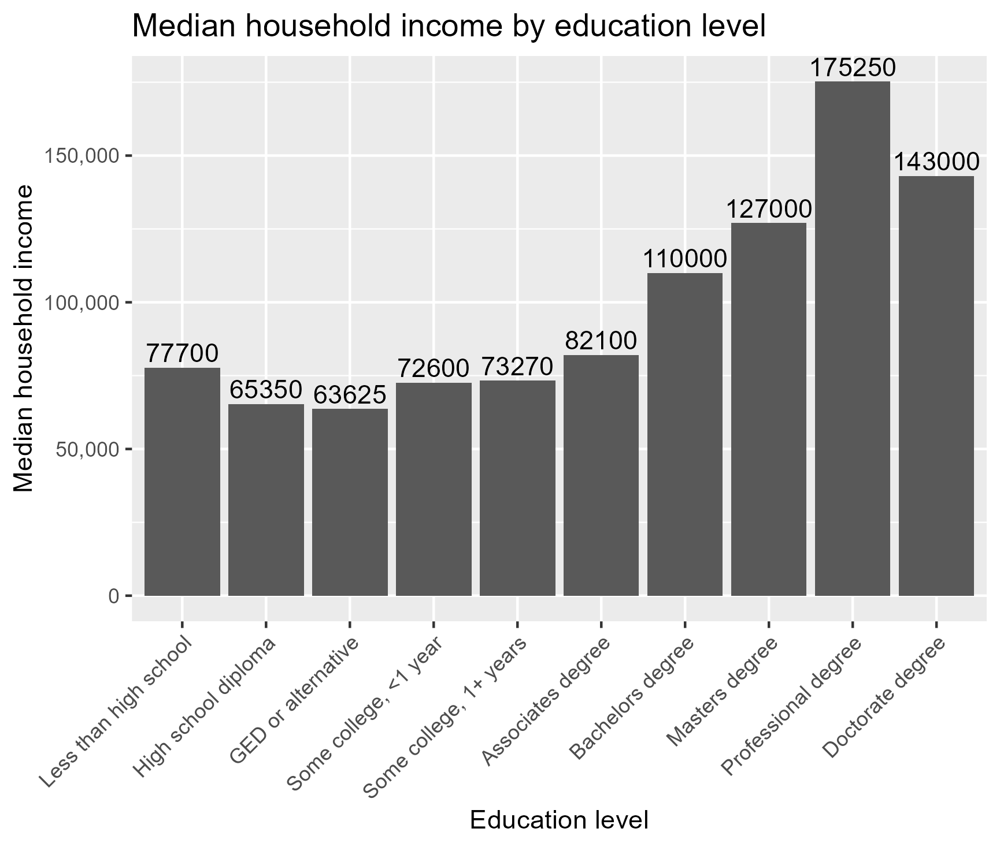 Median household income by education level
175250
150,000
143000
127000
110000
100,000
82100
77700
72600
73270
65350
63625
50,000
0
Median household income
Less than high school
High school diploma
GED or alternative
Some college, <1 year
Some college, 1+ years
Associates degree
Bachelors degree
Masters degree
Professional degree
Doctorate degree
Education level